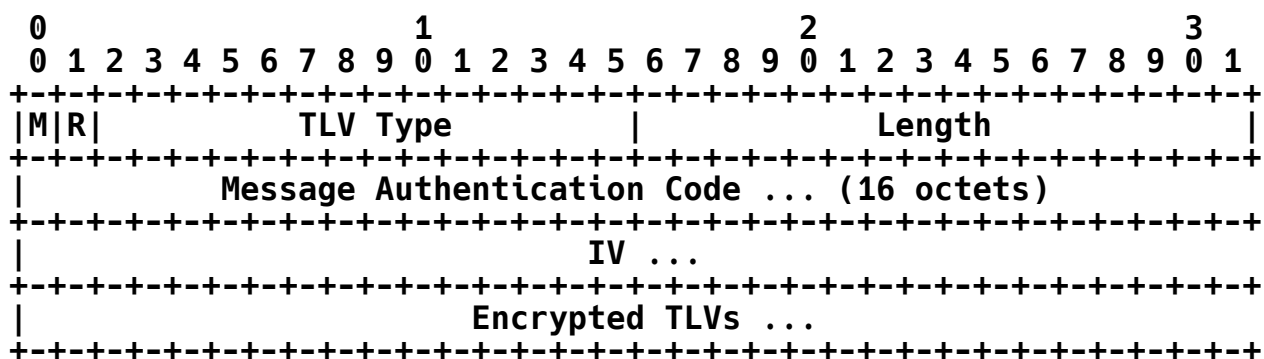 0                   1                   2                   3
 0 1 2 3 4 5 6 7 8 9 0 1 2 3 4 5 6 7 8 9 0 1 2 3 4 5 6 7 8 9 0 1
+-+-+-+-+-+-+-+-+-+-+-+-+-+-+-+-+-+-+-+-+-+-+-+-+-+-+-+-+-+-+-+-+
|M|R|          TLV Type         |            Length             |
+-+-+-+-+-+-+-+-+-+-+-+-+-+-+-+-+-+-+-+-+-+-+-+-+-+-+-+-+-+-+-+-+
|          Message Authentication Code ... (16 octets)
+-+-+-+-+-+-+-+-+-+-+-+-+-+-+-+-+-+-+-+-+-+-+-+-+-+-+-+-+-+-+-+-+
|                             IV ...
+-+-+-+-+-+-+-+-+-+-+-+-+-+-+-+-+-+-+-+-+-+-+-+-+-+-+-+-+-+-+-+-+
|                       Encrypted TLVs ...
+-+-+-+-+-+-+-+-+-+-+-+-+-+-+-+-+-+-+-+-+-+-+-+-+-+-+-+-+-+-+-+-+